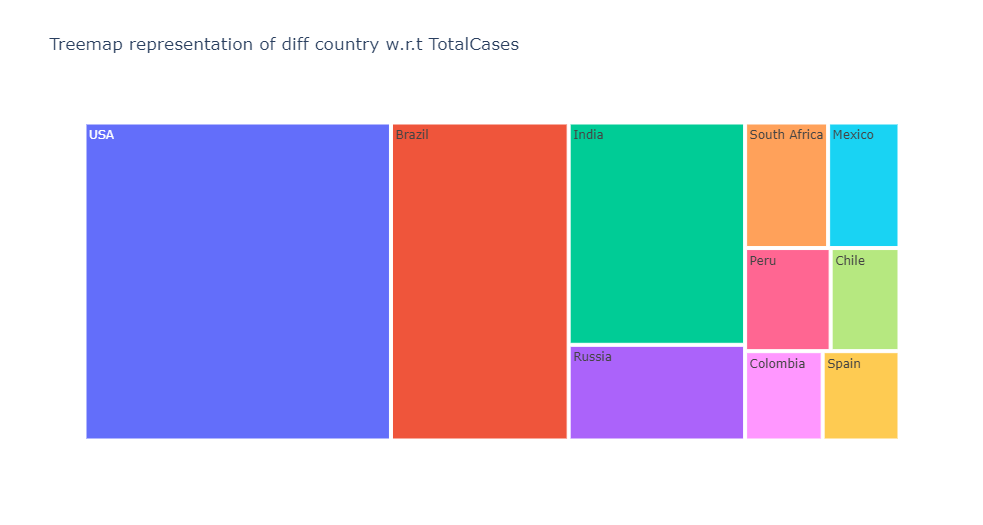 Treemap representation of diff country w.r.t TotalCases
USA
Brazil
India
South Africa
Mexico
Peru
Chile
Russia
Colombia
Spain